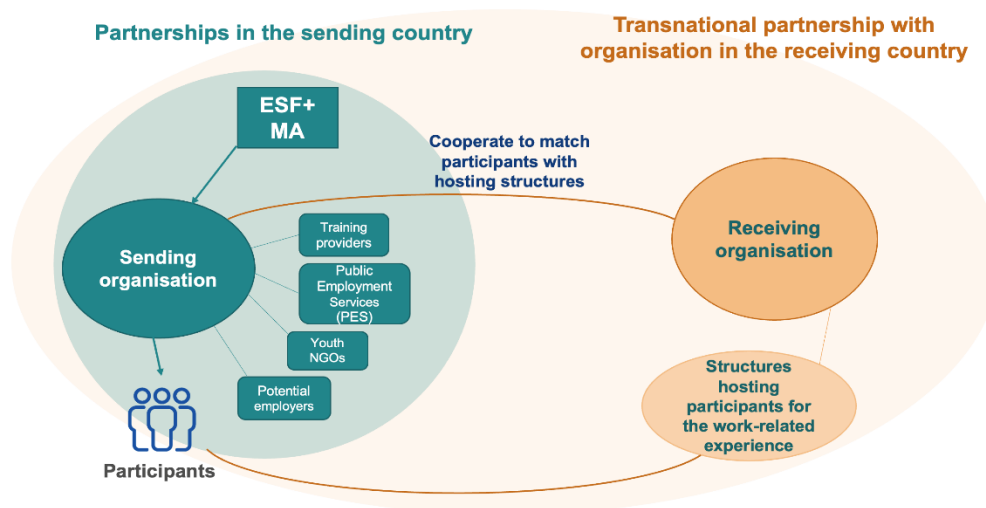 Partnerships in the sending country
Transnational partnership with
organisation in the receiving country
ESF+
MA
Cooperate to match
participants with
hosting structures
Sending
organisation
Training
providers
Public
Employment
Services
(PES)
Youth
NGOs
Potential
employers
Participants
Receiving
organisation
Structures
hosting
participants for
the work-related
experience